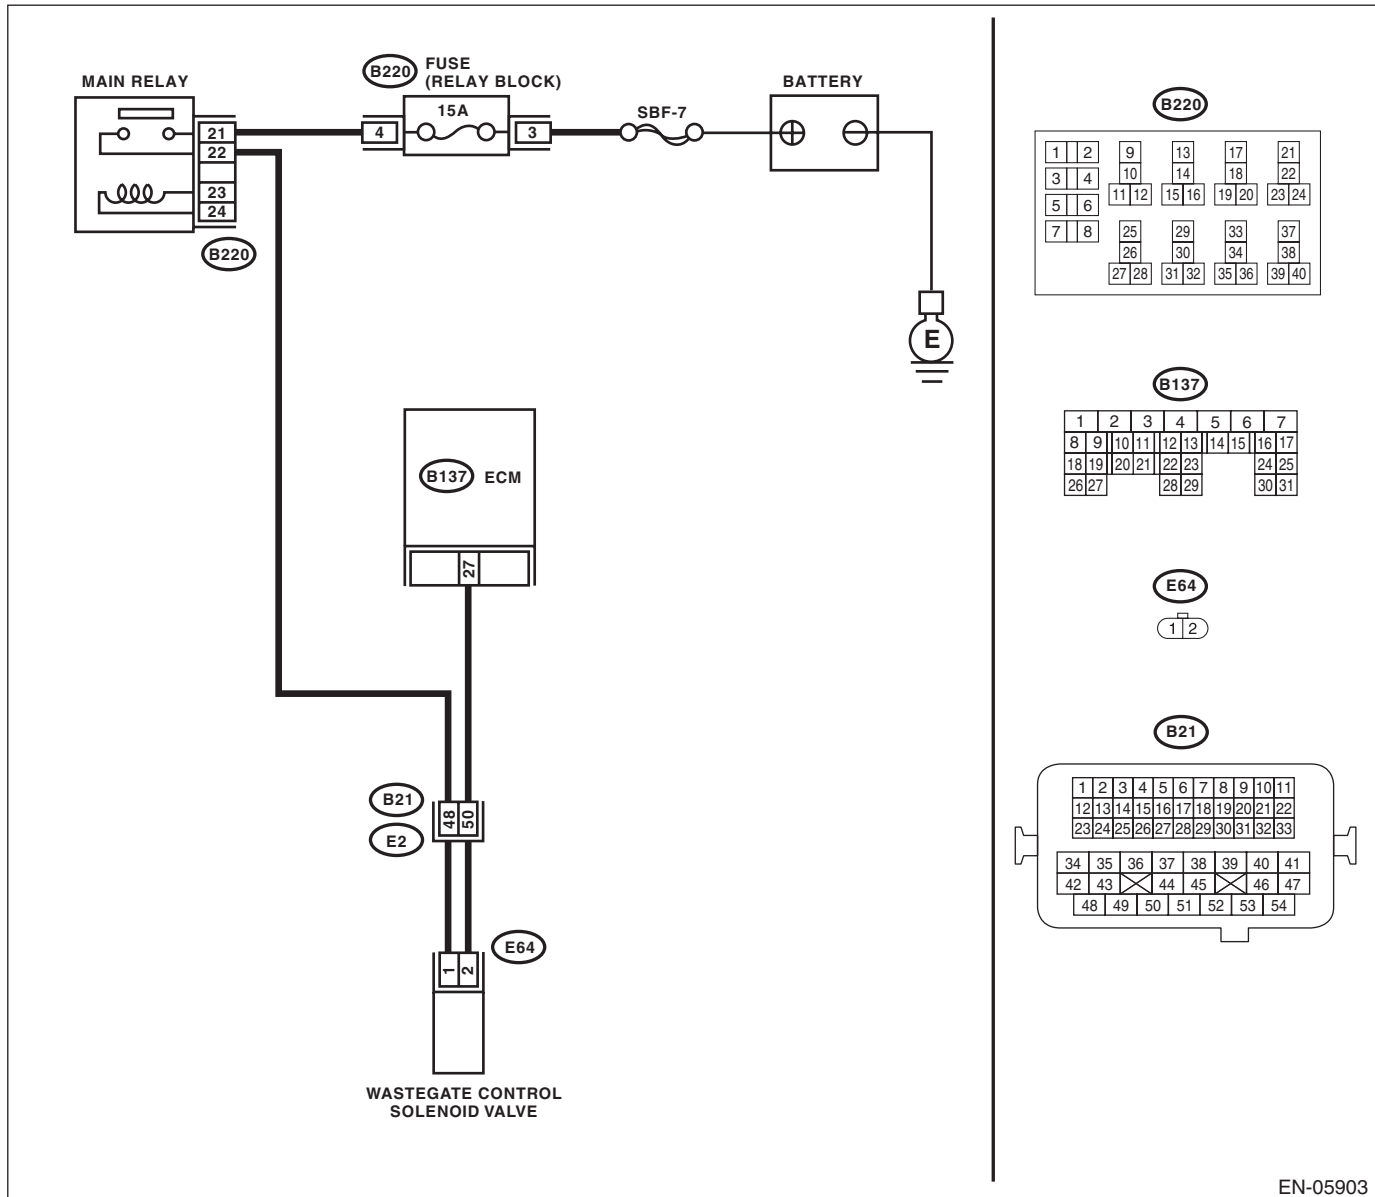 B220
FUSE
(RELAY BLOCK)
MAIN RELAY
BATTERY
15A
SBF-7
21
22
23
24
4
3
B220
E
B137 ECM
27
B21
E2
48 50
E64
1 2
WASTEGATE CONTROL
SOLENOID VALVE
B220
1 2 9 13 17 21
3 4 10 14 18 22
11 12 15 16 19 20 23 24
5 6
7 8 25 29 33 37
26 30 34 38
27 28 31 32 35 36 39 40
B137
1 2 3 4 5 6 7
8 9 10 11 12 13 14 15 16 17
18 19 20 21 22 23 24 25
26 27 28 29 30 31
E64
1 2
B21
1 2 3 4 5 6 7 8 9 10 11
12 13 14 15 16 17 18 19 20 21 22
23 24 25 26 27 28 29 30 31 32 33
34 35 36 37 38 39 40 41
42 43 44 45 46 47
48 49 50 51 52 53 54
EN-05903